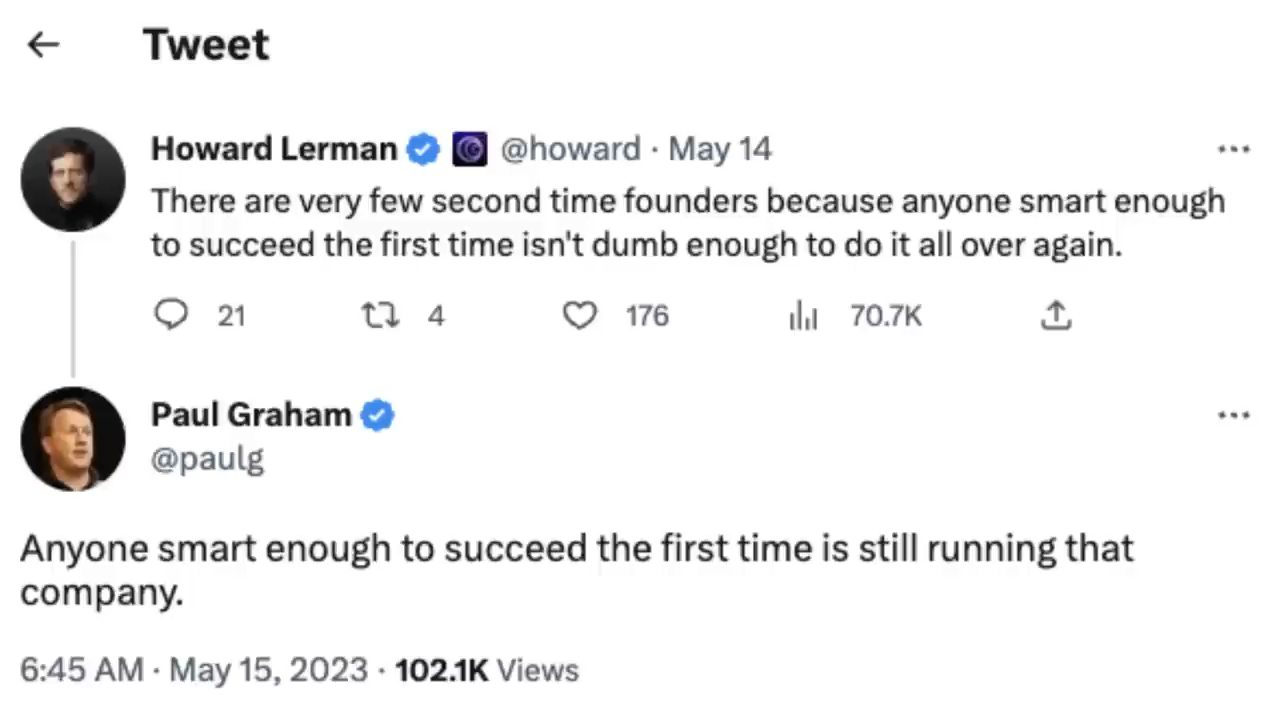 Tweet
Howard Lerman @howard · May 14
There are very few second time founders because anyone smart enough
to succeed the first time isn't dumb enough to do it all over again.
21 4 176 70.7K
Paul Graham
@paulg
Anyone smart enough to succeed the first time is still running that
company.
6:45 AM · May 15, 2023 · 102.1K Views